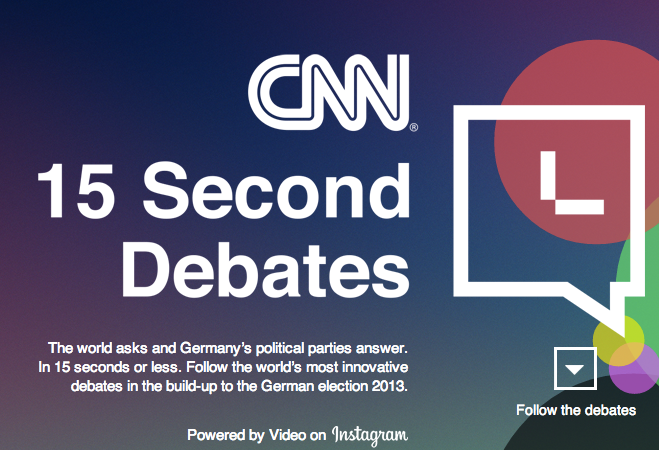 CNN®
15 Second
Debates
The world asks and Germany's political parties answer.
In 15 seconds or less. Follow the world's most innovative
debates in the build-up to the German election 2013.
Follow the debates
Powered by Video on Instagram